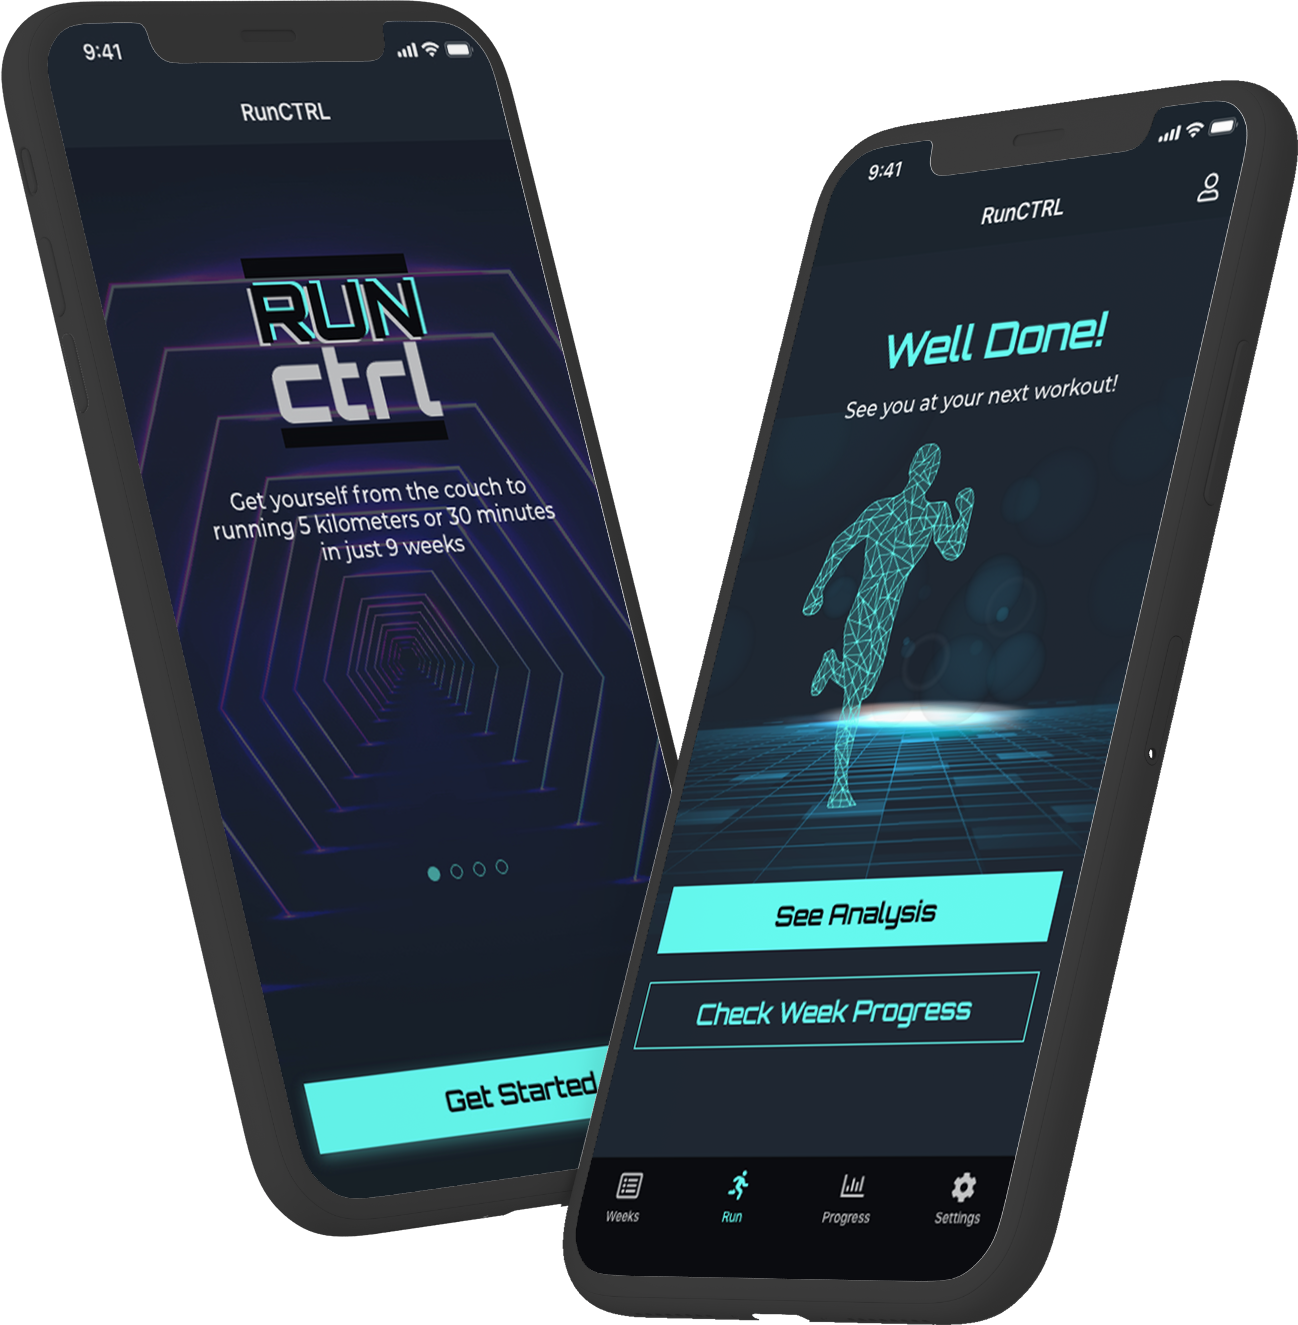 9:41
RunCTRL
RUN
ctrl
Get yourself from the couch to
running 5 kilometers or 30 minutes
in just 9 weeks
Get Started
9:41
RunCTRL
Well Done!
See you at your next workout!
See Analysis
Check Week Progress
Weeks
Run
Progress
Settings